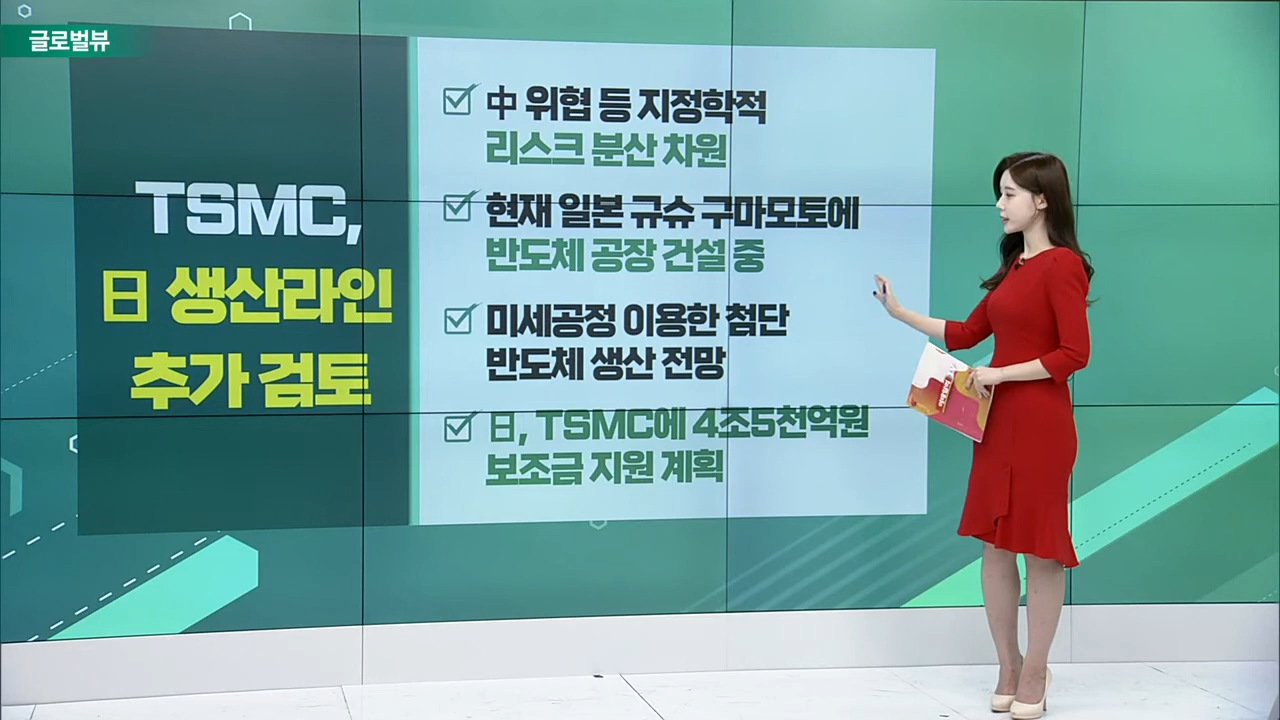 글로벌뷰
TSMC,
日 생산라인
추가 검토
中 위협 등 지정학적
리스크 분산 차원
현재 일본 규슈 구마모토에
반도체 공장 건설 중
미세공정 이용한 첨단
반도체 생산 전망
日, TSMC에 4조5천억원
보조금 지원 계획